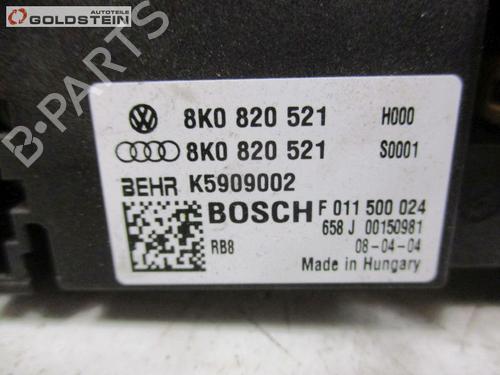 AUTOTEILE
GOLDSTEIN
8K0 820 521 H000
8K0 820 521 S0001
BEHR K5909002
BOSCH F 011 500 024
658 J 00150981
RB8 08-04-04
Made in Hungary
B-Parts